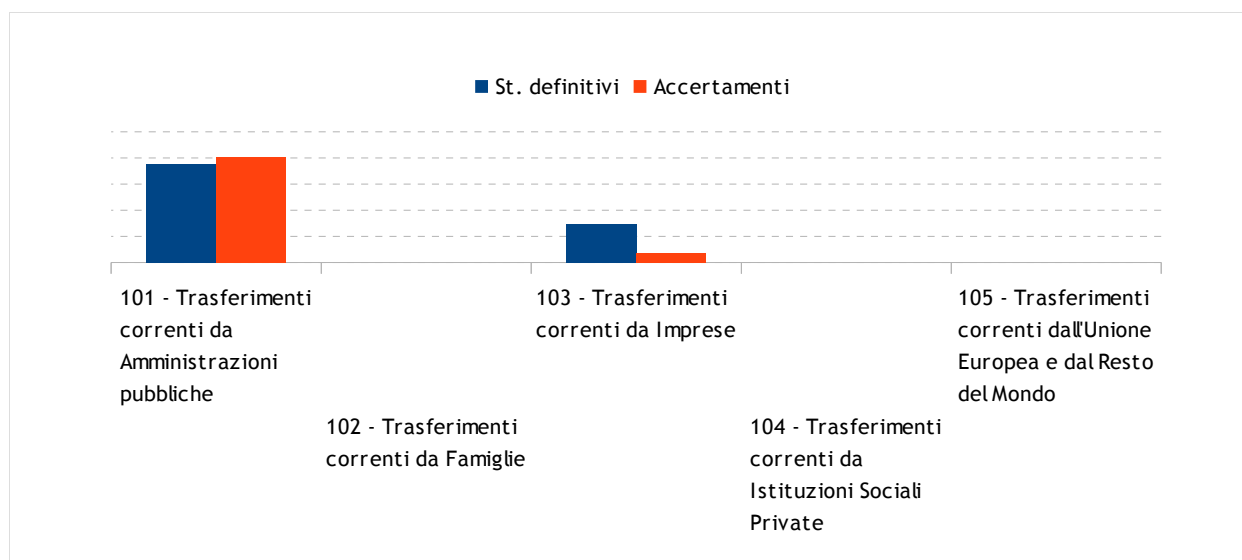 St. definitivi Accertamenti
101 - Trasferimenti
correnti da
Amministrazioni
pubbliche
102 - Trasferimenti
correnti da Famiglie
103 - Trasferimenti
correnti da Imprese
104 - Trasferimenti
correnti da
Istituzioni Sociali
Private
105 - Trasferimenti
correnti dall'Unione
Europea e dal Resto
del Mondo